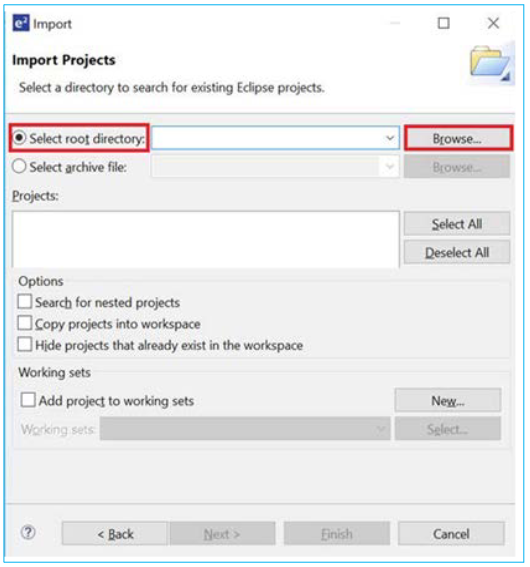 e² Import
Import Projects
Select a directory to search for existing Eclipse projects.
Select root directory: Browse...
Select archive file: Browse...
Projects:
Select All
Deselect All
Options
Search for nested projects
Copy projects into workspace
Hide projects that already exist in the workspace
Working sets
Add project to working sets New...
Working sets: Select...
? < Back Next > Finish Cancel